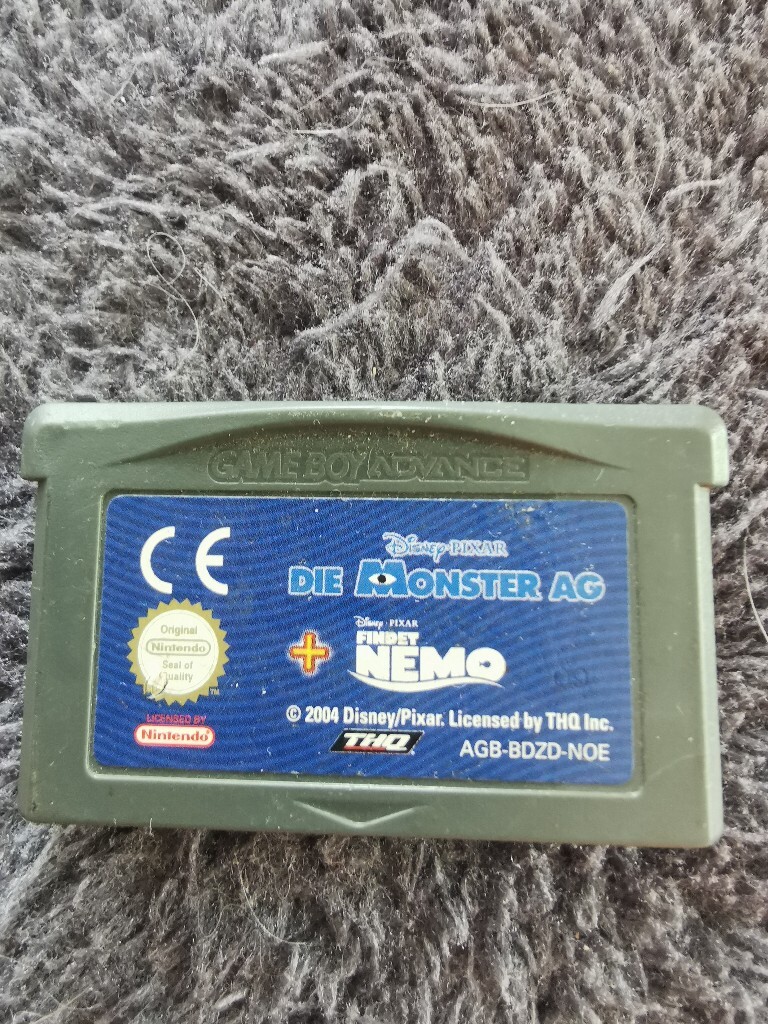 GAME BOY ADVANCE
CE
Disney·PIXAR
DIE MONSTER AG
+
Disney · PIXAR
FINDET
NEMO
Original
Nintendo
Seal of
Quality
TM
LICENSED BY
Nintendo
© 2004 Disney/Pixar. Licensed by THQ Inc.
THQ
AGB-BDZD-NOE